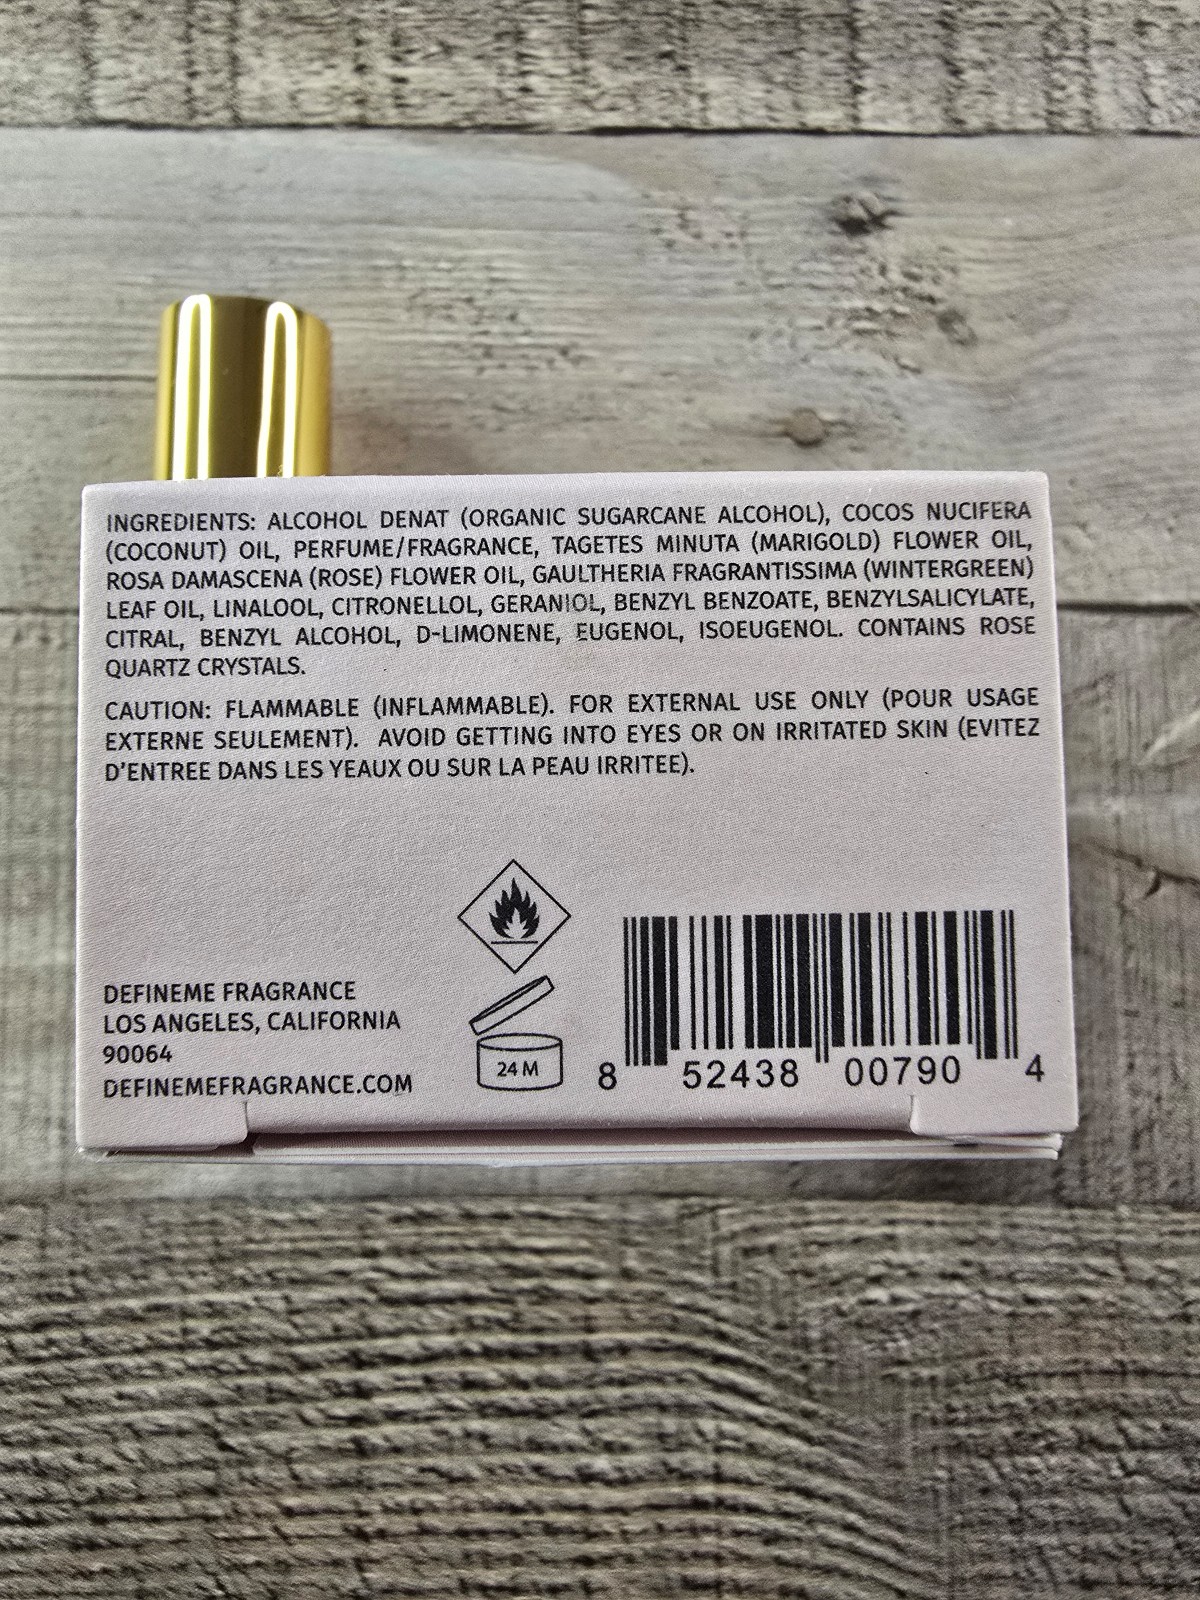 INGREDIENTS: ALCOHOL DENAT (ORGANIC SUGARCANE ALCOHOL), COCOS NUCIFERA
(COCONUT) OIL, PERFUME/FRAGRANCE, TAGETES MINUTA (MARIGOLD) FLOWER OIL,
ROSA DAMASCENA (ROSE) FLOWER OIL, GAULTHERIA FRAGRANTISSIMA (WINTERGREEN)
LEAF OIL, LINALOOL, CITRONELLOL, GERANIOL, BENZYL BENZOATE, BENZYLSALICYLATE,
CITRAL, BENZYL ALCOHOL, D-LIMONENE, EUGENOL, ISOEUGENOL. CONTAINS ROSE
QUARTZ CRYSTALS.
CAUTION: FLAMMABLE (INFLAMMABLE). FOR EXTERNAL USE ONLY (POUR USAGE
EXTERNE SEULEMENT). AVOID GETTING INTO EYES OR ON IRRITATED SKIN (EVITEZ
D'ENTREE DANS LES YEAUX OU SUR LA PEAU IRRITEE).
DEFINEME FRAGRANCE
LOS ANGELES, CALIFORNIA
90064
DEFINEMEFRAGRANCE.COM
24 M
8 52438 00790 4